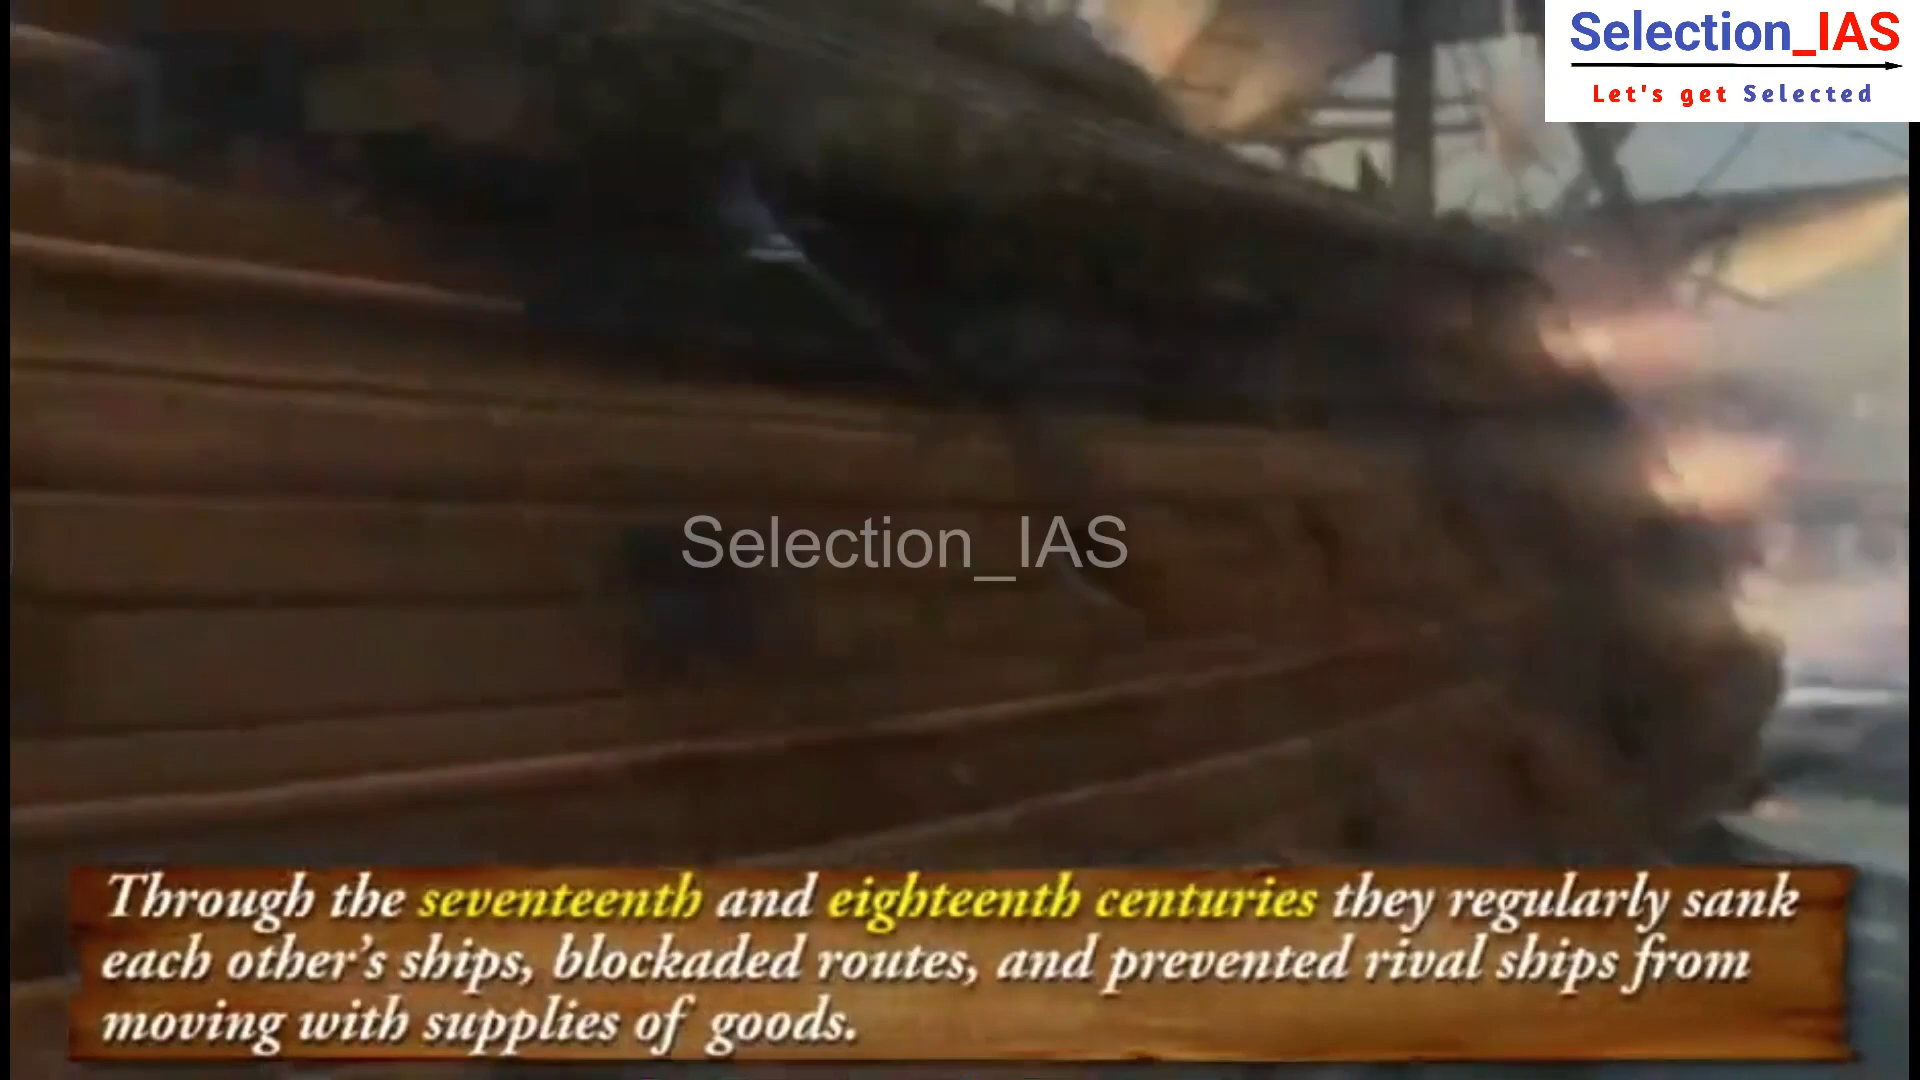 Selection_IAS
Let's get Selected
Selection_IAS
Through the seventeenth and eighteenth centuries they regularly sank
each other's ships, blockaded routes, and prevented rival ships from
moving with supplies of goods.